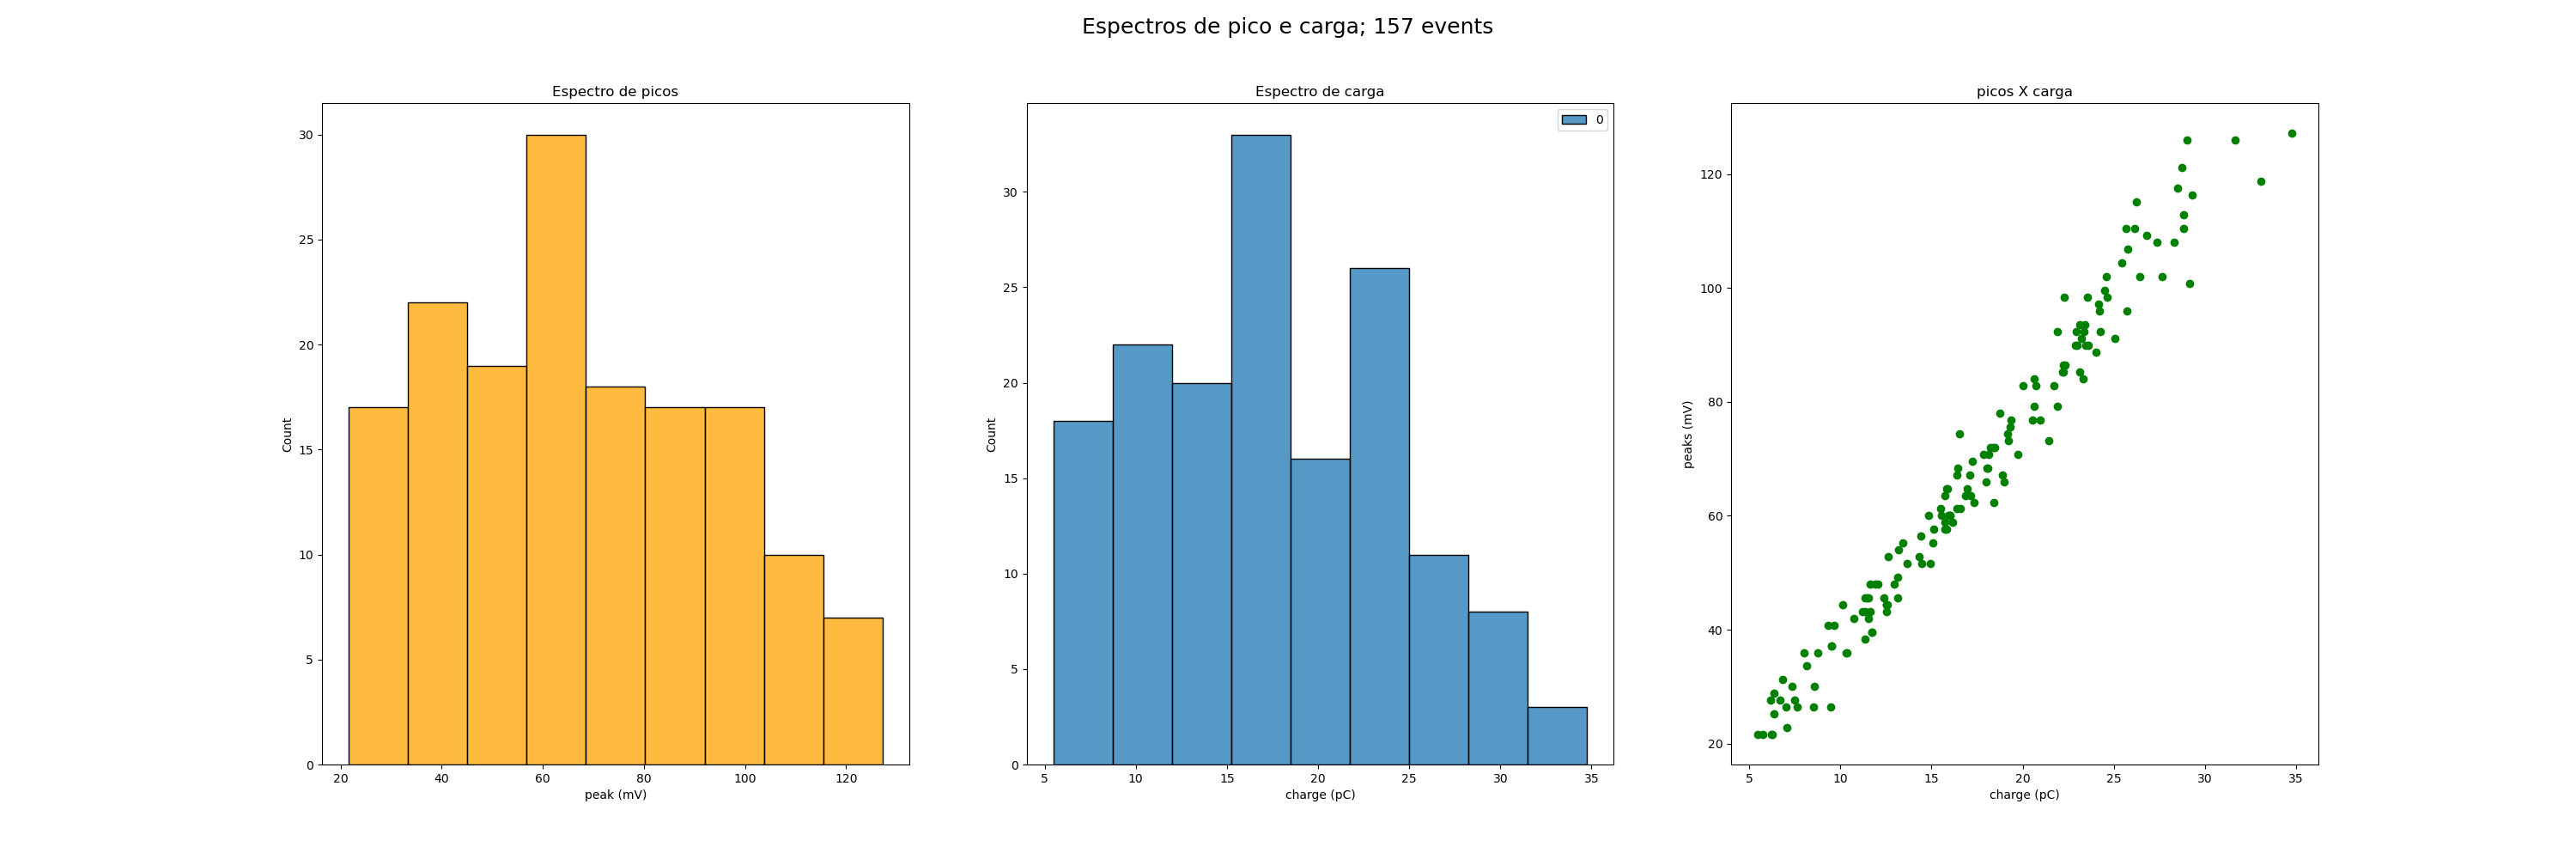 Espectros de pico e carga; 157 events
Espectro de picos
30
25
20
15
10
5
0
Count
20 40 60 80 100 120
peak (mV)
Espectro de carga
0
30
25
20
15
10
5
0
Count
5 10 15 20 25 30 35
charge (pC)
picos X carga
120
100
80
60
40
20
peaks (mV)
5 10 15 20 25 30 35
charge (pC)